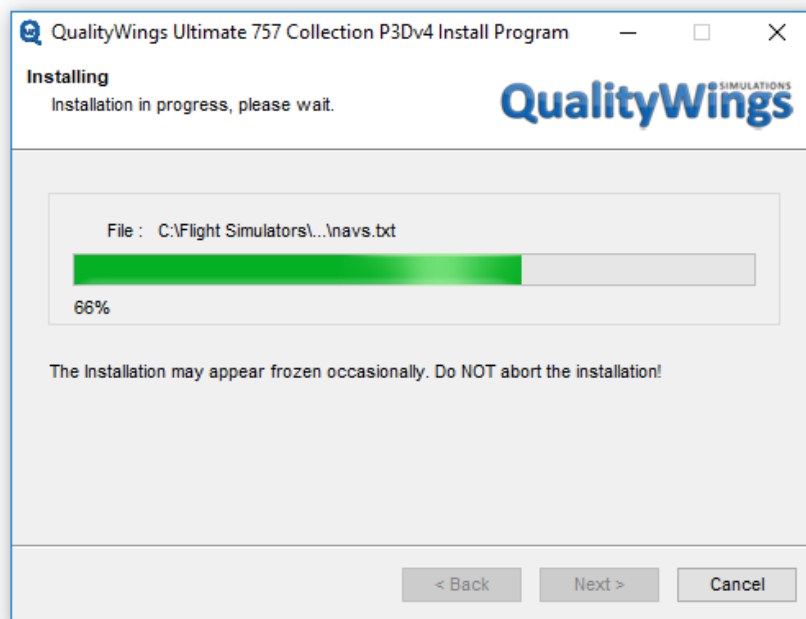 QualityWings Ultimate 757 Collection P3Dv4 Install Program
Installing
Installation in progress, please wait.
SIMULATIONS
QualityWings
File : C:\Flight Simulators\...\navs.txt
66%
The Installation may appear frozen occasionally. Do NOT abort the installation!
< Back Next > Cancel